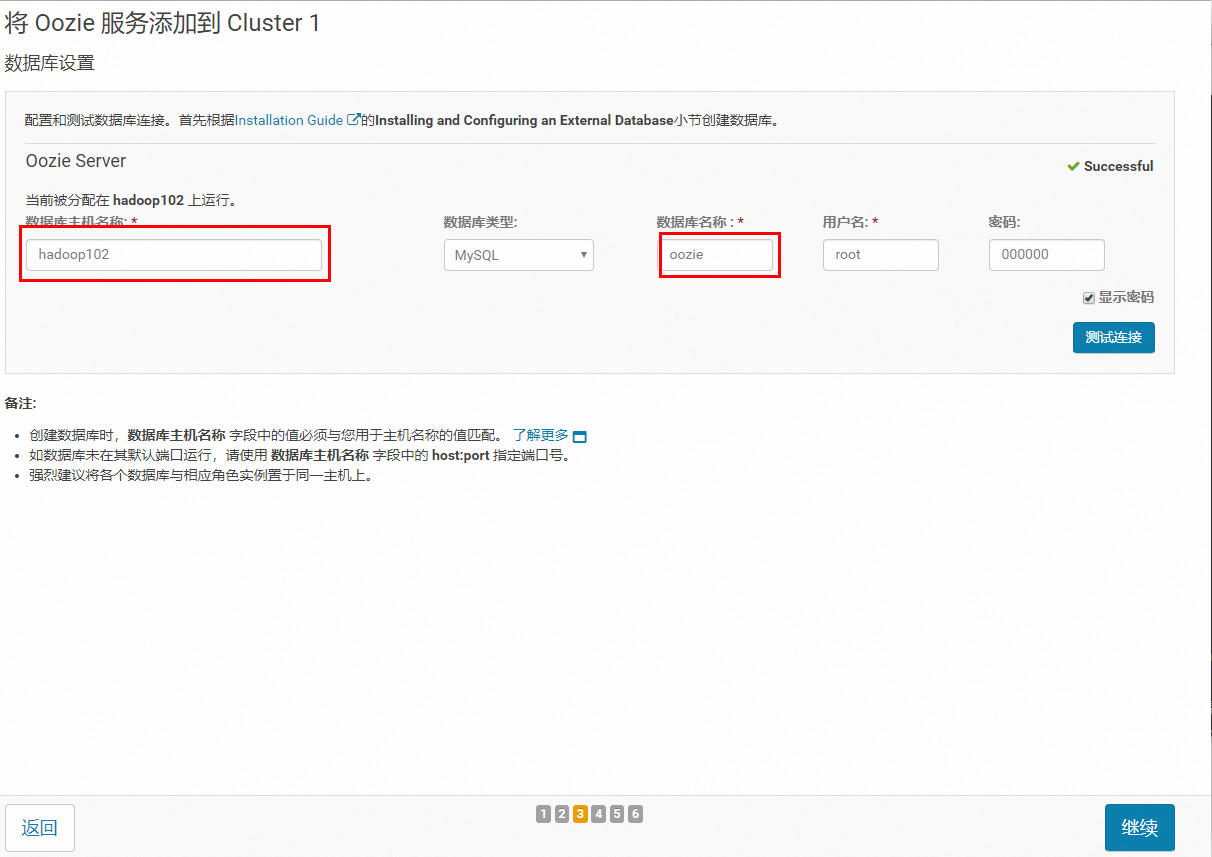 将 Oozie 服务添加到 Cluster 1
数据库设置
配置和测试数据库连接。首先根据Installation Guide 的Installing and Configuring an External Database小节创建数据库。
Oozie Server
Successful
当前被分配在 hadoop102 上运行。
数据库主机名称: * 数据库类型: 数据库名称 : * 用户名: * 密码:
hadoop102 MySQL oozie root 000000
显示密码
测试连接
备注:
• 创建数据库时，数据库主机名称 字段中的值必须与您用于主机名称的值匹配。 了解更多
• 如数据库未在其默认端口运行，请使用 数据库主机名称 字段中的 host:port 指定端口号。
• 强烈建议将各个数据库与相应角色实例置于同一主机上。
返回 1 2 3 4 5 6 继续